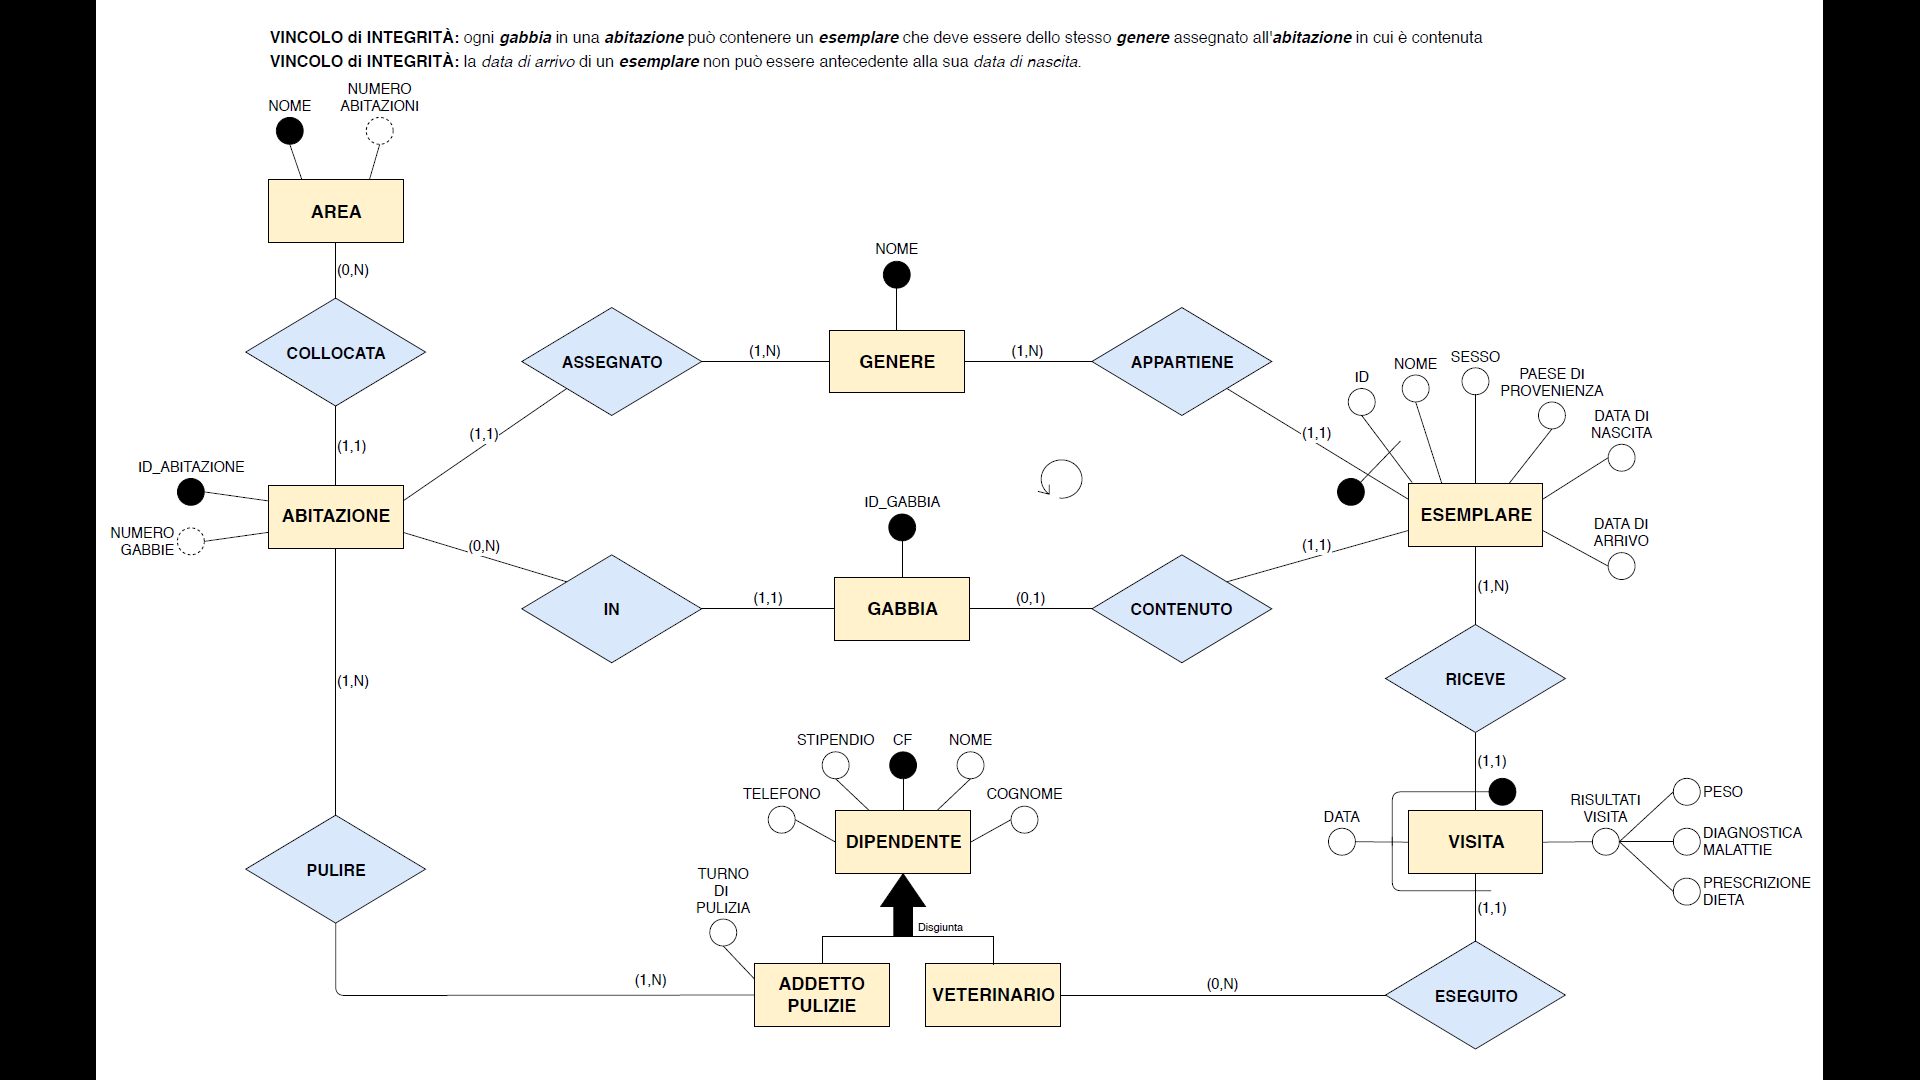 VINCOLO di INTEGRITÀ: ogni gabbia in una abitazione può contenere un esemplare che deve essere dello stesso genere assegnato all'abitazione in cui è contenuta
VINCOLO di INTEGRITÀ: la data di arrivo di un esemplare non può essere antecedente alla sua data di nascita.
NOME
NUMERO
ABITAZIONI
AREA
(0,N)
COLLOCATA
(1,1)
ID_ABITAZIONE
NUMERO
GABBIE
ABITAZIONE
(1,1)
ASSEGNATO
(1,N)
NOME
GENERE
(1,N)
APPARTIENE
(1,1)
ID
NOME
SESSO
PAESE DI
PROVENIENZA
DATA DI
NASCITA
DATA DI
ARRIVO
ESEMPLARE
(0,N)
IN
(1,1)
ID_GABBIA
GABBIA
(0,1)
CONTENUTO
(1,1)
(1,N)
RICEVE
(1,1)
(1,N)
PULIRE
(1,N)
STIPENDIO
CF
NOME
TELEFONO
COGNOME
DIPENDENTE
Disgiunta
TURNO
DI
PULIZIA
ADDETTO
PULIZIE
VETERINARIO
(0,N)
DATA
VISITA
RISULTATI
VISITA
PESO
DIAGNOSTICA
MALATTIE
PRESCRIZIONE
DIETA
(1,1)
ESEGUITO